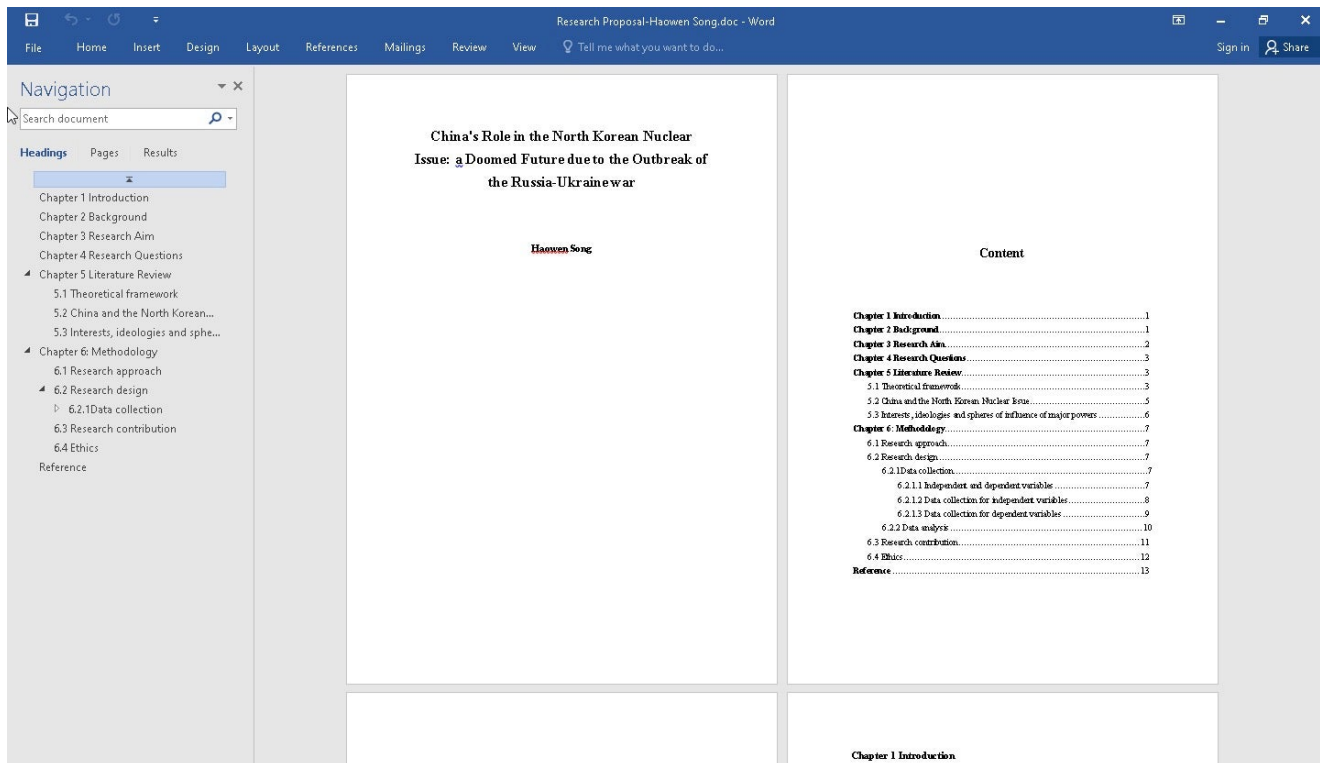 Research Proposal-Haowen Song.doc - Word
File Home Insert Design Layout References Mailings Review View Tell me what you want to do... Sign in Share
Navigation
Search document
Headings Pages Results
Chapter 1 Introduction
Chapter 2 Background
Chapter 3 Research Aim
Chapter 4 Research Questions
Chapter 5 Literature Review
5.1 Theoretical framework
5.2 China and the North Korean...
5.3 Interests, ideologies and sphe...
Chapter 6: Methodology
6.1 Research approach
6.2 Research design
6.2.1Data collection
6.3 Research contribution
6.4 Ethics
Reference
China's Role in the North Korean Nuclear
Issue: a Doomed Future due to the Outbreak of
the Russia-Ukraine war
Haowen Song
Content
Chapter 1 Introduction 1
Chapter 2 Background 1
Chapter 3 Research Aim 2
Chapter 4 Research Questions 3
Chapter 5 Literature Review 3
5.1 Theoretical framework 3
5.2 China and the North Korean Nuclear Issue 5
5.3 Interests, ideologies and spheres of influence of major powers 6
Chapter 6: Methodology 7
6.1 Research approach 7
6.2 Research design 7
6.2.1Data collection 7
6.2.1.1 Independent and dependent variables 7
6.2.1.2 Data collection for independent variables 8
6.2.1.3 Data collection for dependent variables 9
6.2.2 Data analysis 10
6.3 Research contribution 11
6.4 Ethics 12
Reference 13
Chapter 1 Introduction